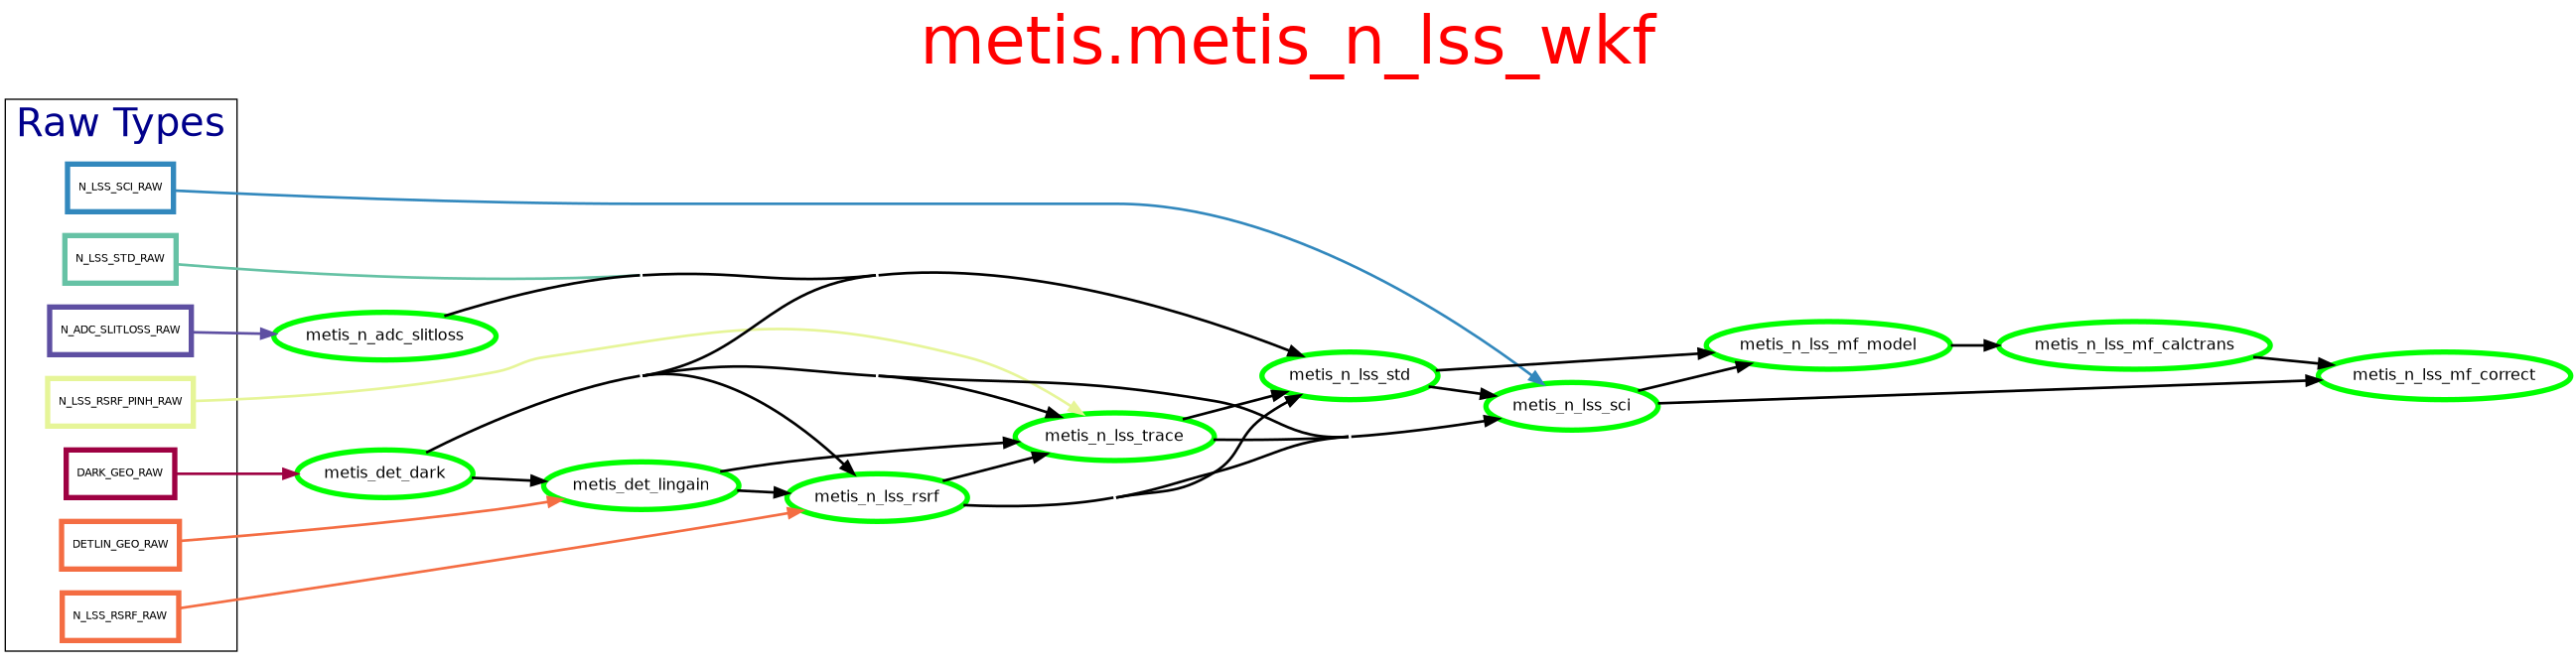 metis.metis_n_lss_wkf
Raw Types
N_LSS_SCI_RAW
N_LSS_STD_RAW
N_ADC_SLITLOSS_RAW
N_LSS_RSRF_PINH_RAW
DARK_GEO_RAW
DETLIN_GEO_RAW
N_LSS_RSRF_RAW
metis_n_adc_slitloss
metis_det_dark
metis_det_lingain
metis_n_lss_rsrf
metis_n_lss_trace
metis_n_lss_std
metis_n_lss_sci
metis_n_lss_mf_model
metis_n_lss_mf_calctrans
metis_n_lss_mf_correct